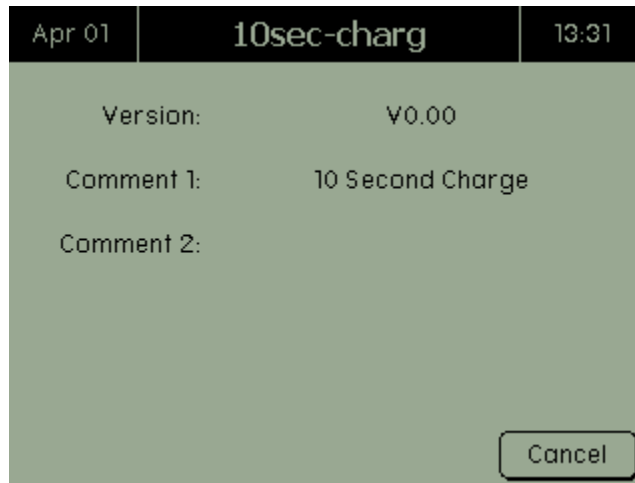 Apr 01 10sec-charg 13:31
Version: V0.00
Comment 1: 10 Second Charge
Comment 2:
Cancel